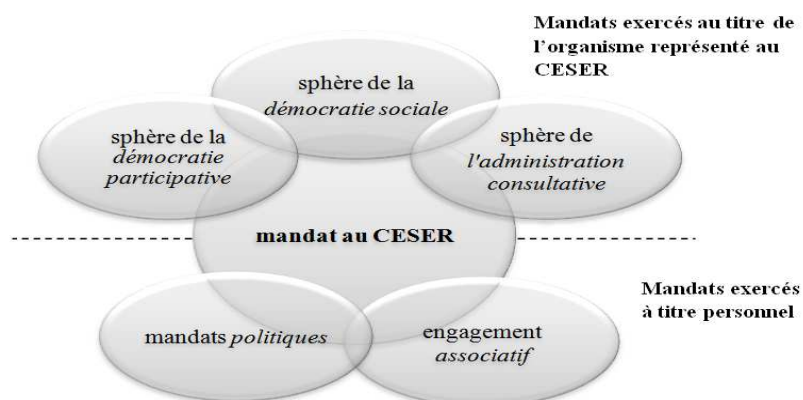 Mandats exercés au titre de
l'organisme représenté au
CESER
sphère de la
démocratie sociale
sphère de la
démocratie
participative
sphère de
l'administration
consultative
mandat au CESER
Mandats exercés
à titre personnel
mandats politiques
engagement
associatif